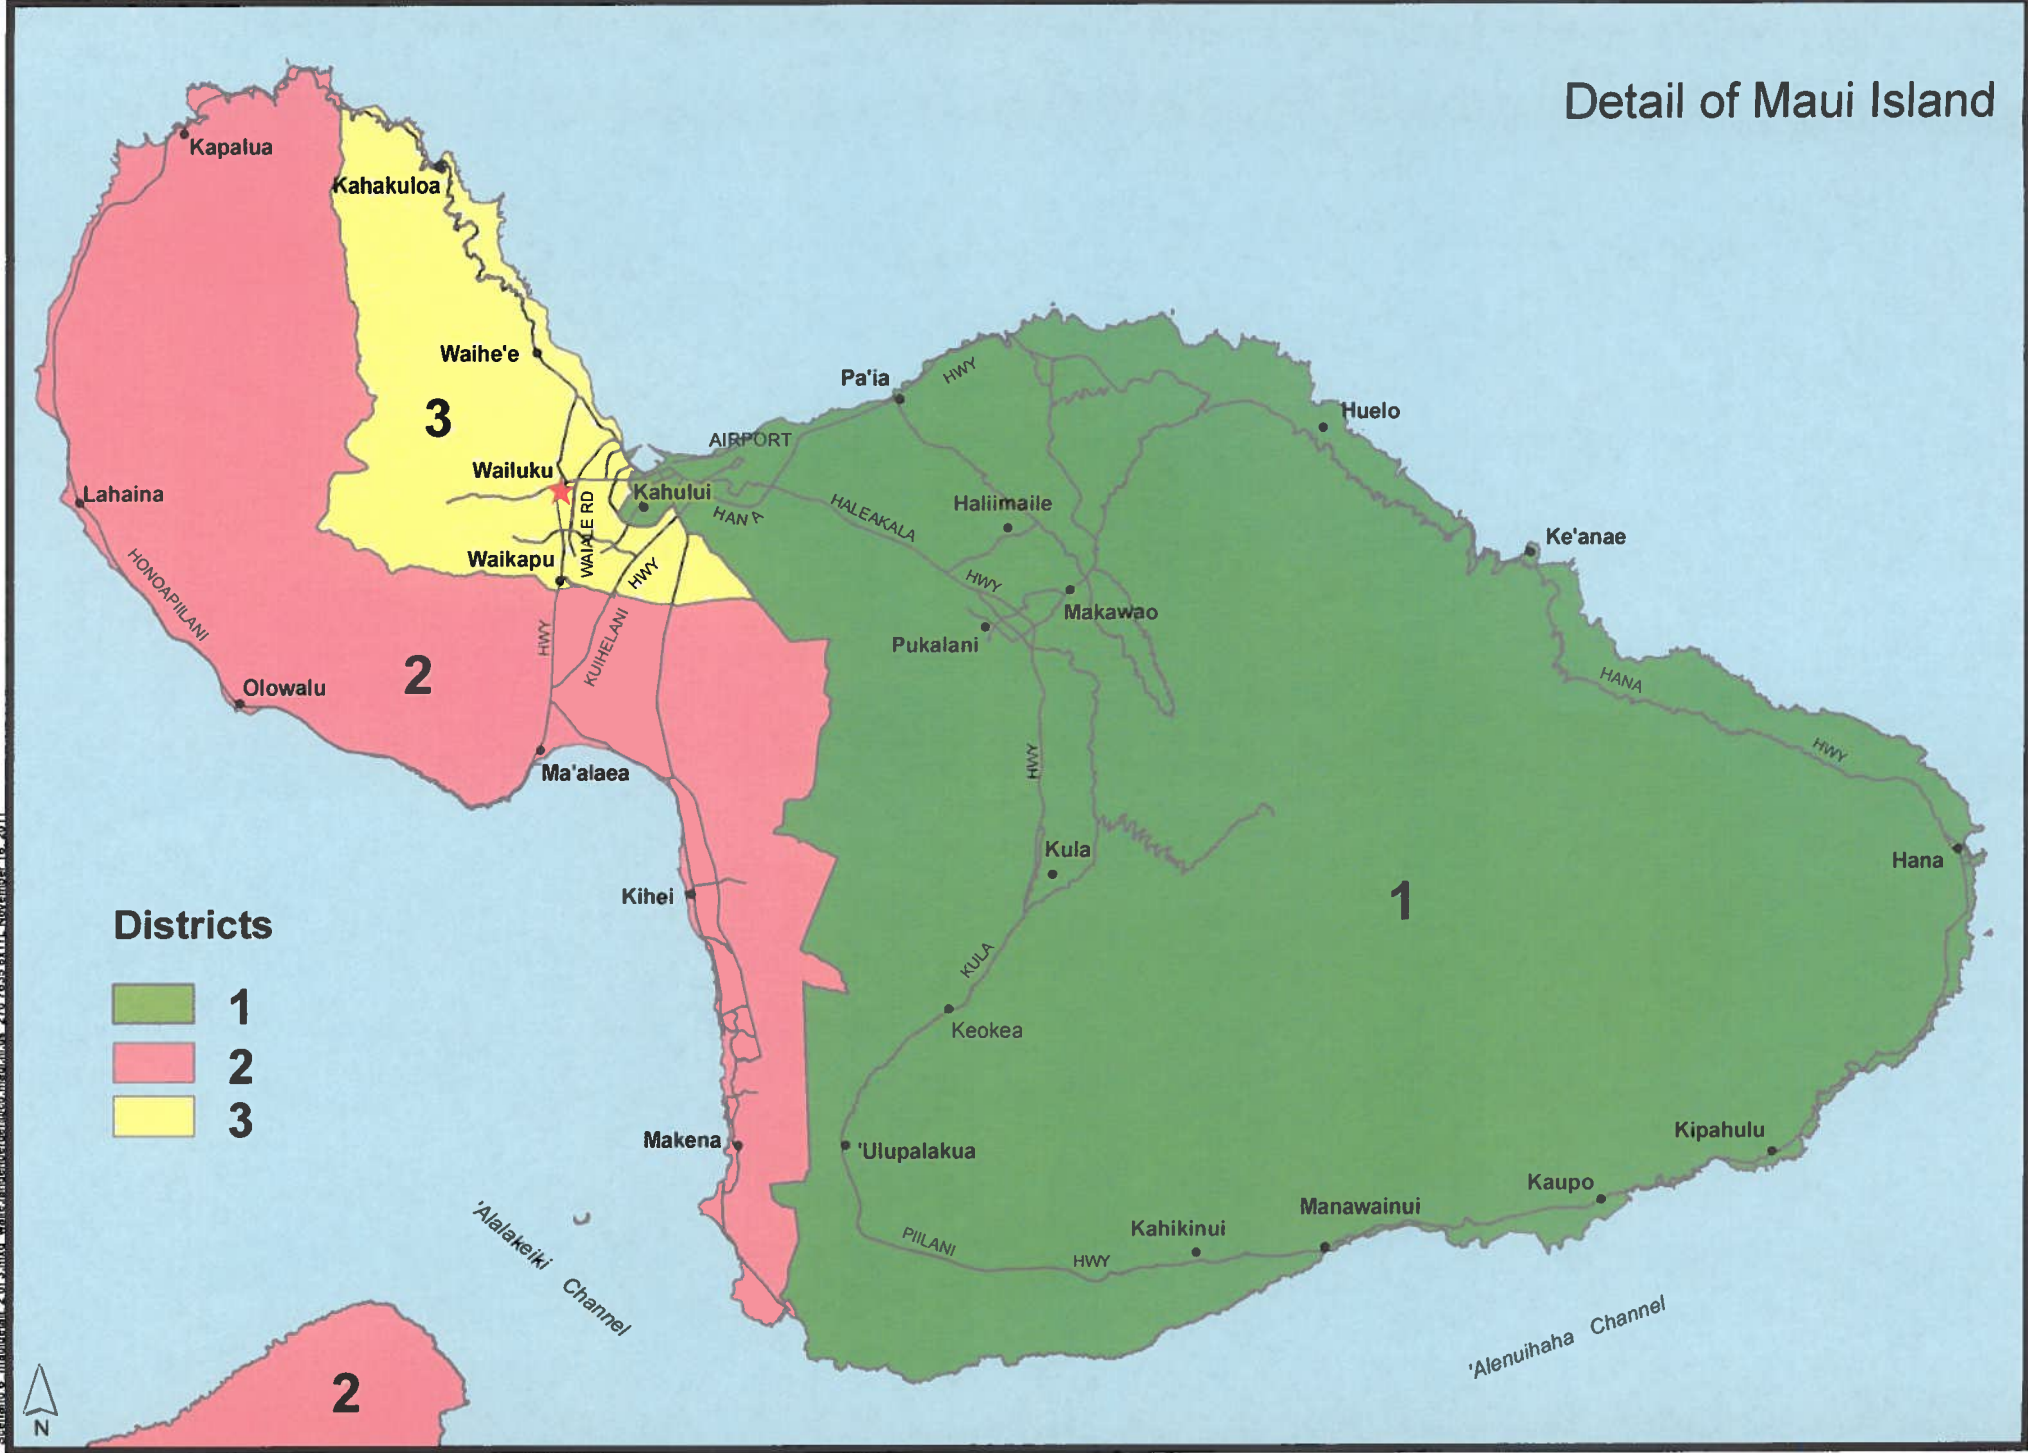 Detail of Maui Island
Kapalua
Kahakuloa
Waihe'e
3
Pa'ia
HWY
Huelo
AIRPORT
Wailuku
Kahului
Lahaina
WAIALE RD
HANA
HALEAKALA
Haliimaile
Ke'anae
Waikapu
HWY
HWY
HONOAPIILANI
Makawao
Pukalani
HWY
KUIHELANI
2
Olowalu
HANA
HWY
HWY
Ma'alaea
Kula
Hana
Kihei
1
Districts
1
2
3
KULA
Keokea
Makena
'Ulupalakua
Kipahulu
Kaupo
Manawainui
Kahikinui
PIILANI
HWY
'Alalakeiki Channel
'Alenuihaha Channel
2
N